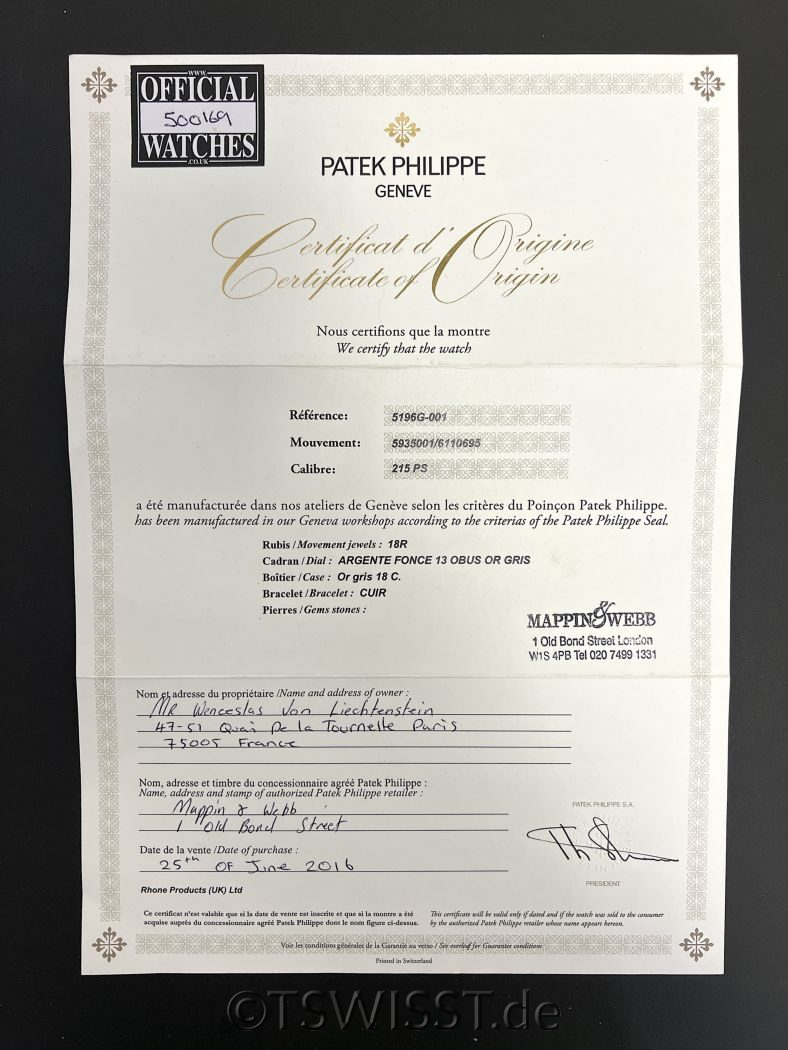 WWW.
OFFICIAL
500169
WATCHES
.CO.UK
PATEK PHILIPPE
GENEVE
Certificat d'Origine
Certificate of Origin
Nous certifions que la montre
We certify that the watch
Référence: 5196G-001
Mouvement: 5935001/6110695
Calibre: 215 PS
a été manufacturée dans nos ateliers de Genève selon les critères du Poinçon Patek Philippe.
has been manufactured in our Geneva workshops according to the criterias of the Patek Philippe Seal.
Rubis / Movement jewels : 18R
Cadran / Dial : ARGENTE FONCE 13 OBUS OR GRIS
Boîtier / Case : Or gris 18 C.
Bracelet / Bracelet : CUIR
Pierres / Gems stones :
MAPPIN & WEBB
1 Old Bond Street London
W1S 4PB Tel 020 7499 1331
Nom et adresse du propriétaire / Name and address of owner :
MR Wenceslas Von Liechtenstein
47-51 Quai De la Tournelle Paris
75005 France
Nom, adresse et timbre du concessionnaire agréé Patek Philippe :
Name, address and stamp of authorized Patek Philippe retailer :
Mappin & Webb
1 Old Bond Street
PATEK PHILIPPE S.A.
PRESIDENT
Date de la vente / Date of purchase :
25th OF June 2016
Rhone Products (UK) Ltd
Ce certificat n'est valable que si la date de vente est inscrite et que si la montre a été
acquise auprès du concessionnaire agréé Patek Philippe dont le nom figure ci-dessus.
This certificate will be valid only if dated and if the watch was sold to the consumer
by the authorized Patek Philippe retailer whose name appears hereon.
Voir les conditions générales de la Garantie au verso / See overleaf for Guarantee conditions
Printed in Switzerland
©TSWISST.de